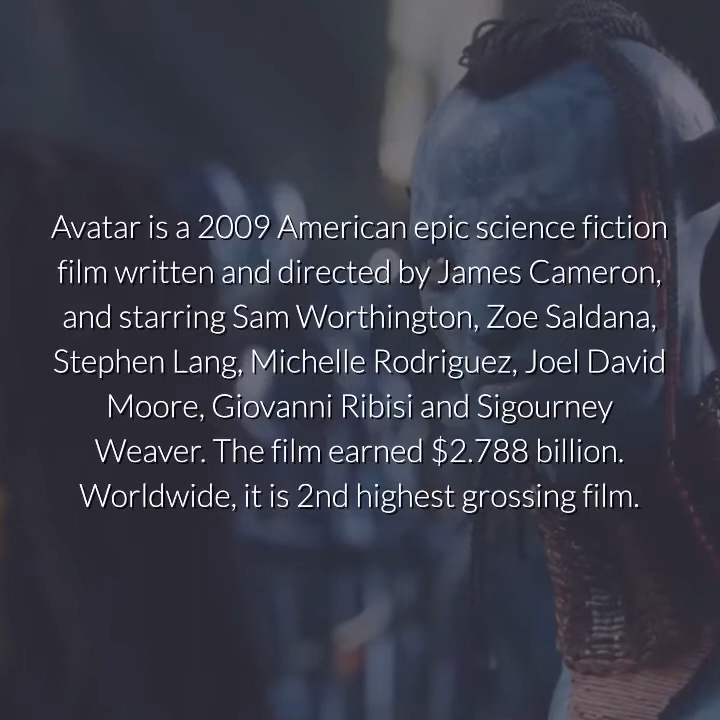 Avatar is a 2009 American epic science fiction
film written and directed by James Cameron,
and starring Sam Worthington, Zoe Saldana,
Stephen Lang, Michelle Rodriguez, Joel David
Moore, Giovanni Ribisi and Sigourney
Weaver. The film earned $2.788 billion.
Worldwide, it is 2nd highest grossing film.